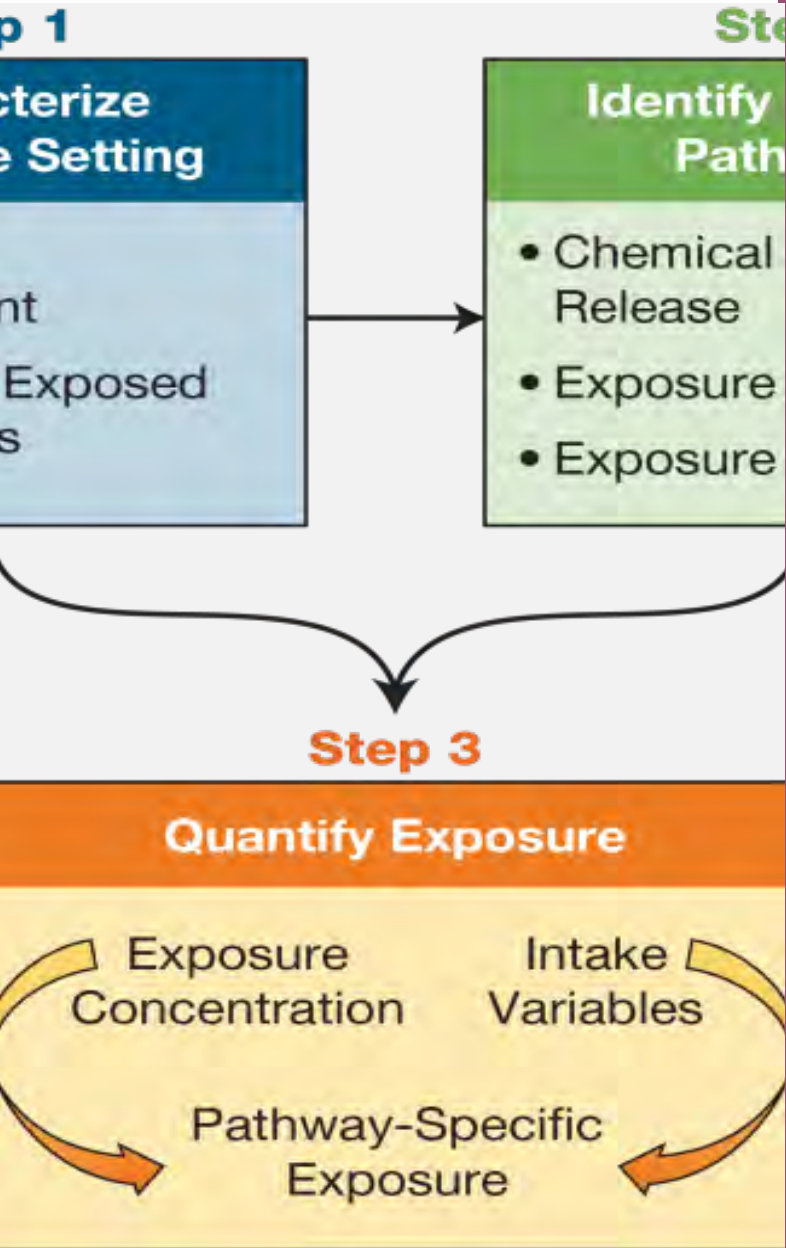 p 1
cterize
e Setting
nt
Exposed
s
Ste
Identify
Path
• Chemical
Release
• Exposure
• Exposure
Step 3
Quantify Exposure
Exposure
Concentration
Intake
Variables
Pathway-Specific
Exposure